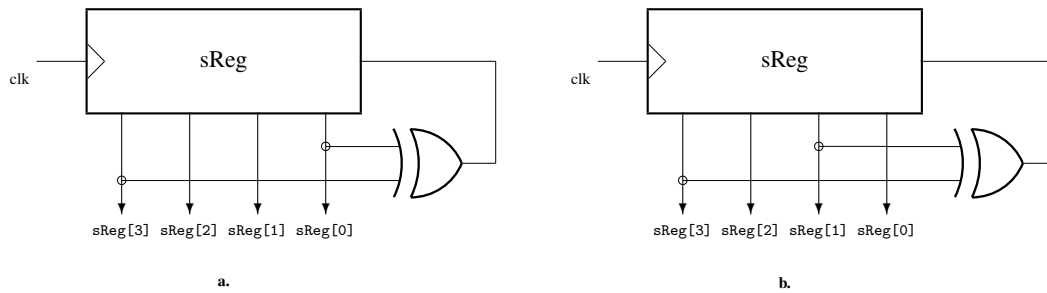 sReg
clk
sReg[3] sReg[2] sReg[1] sReg[0]
a.
sReg
clk
sReg[3] sReg[2] sReg[1] sReg[0]
b.